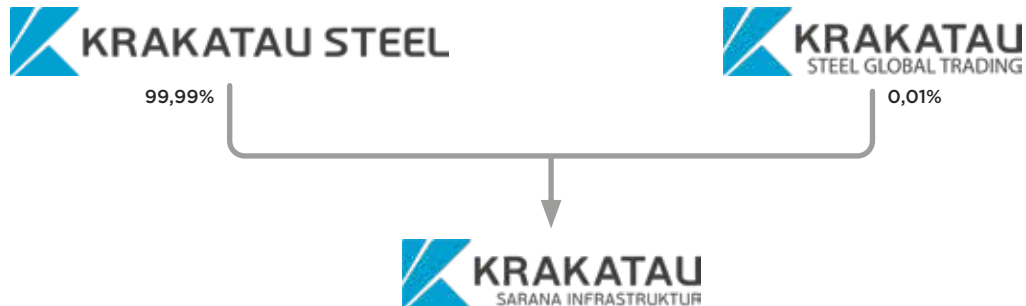 KRAKATAU STEEL
KRAKATAU
STEEL GLOBAL TRADING
99,99%
0,01%
KRAKATAU
SARANA INFRASTRUKTUR